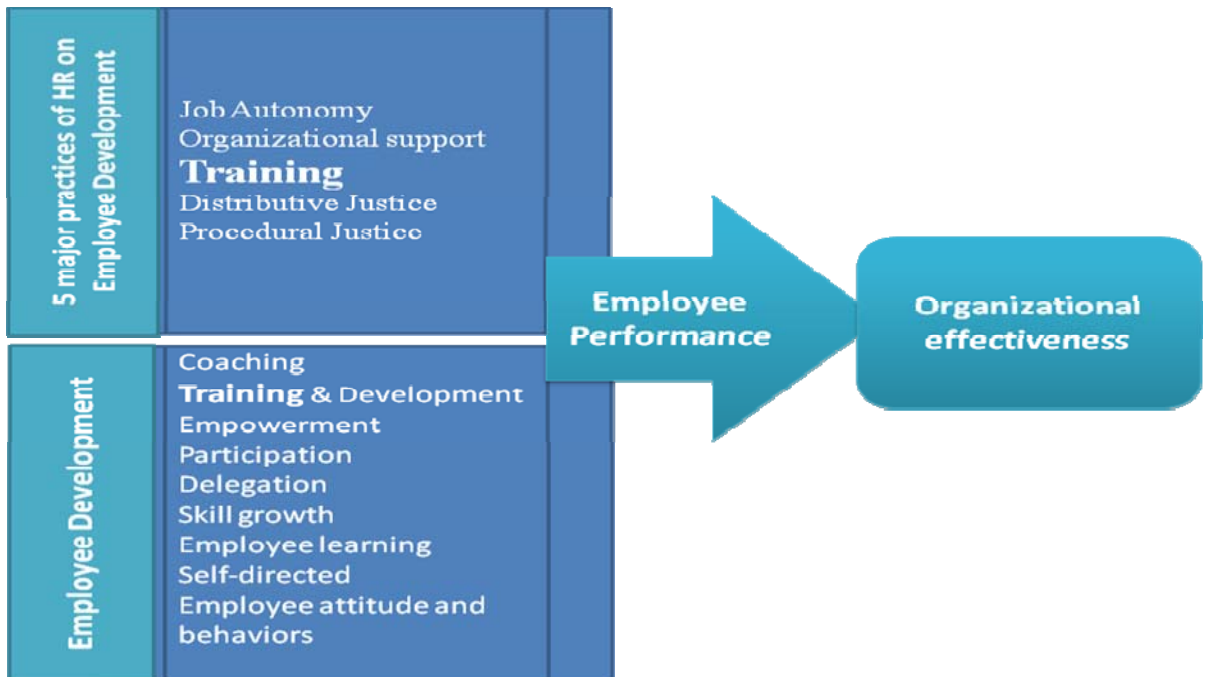 5 major practices of HR on
Employee Development
Job Autonomy
Organizational support
Training
Distributive Justice
Procedural Justice
Employee Development
Coaching
Training & Development
Empowerment
Participation
Delegation
Skill growth
Employee learning
Self-directed
Employee attitude and
behaviors
Employee
Performance
Organizational
effectiveness